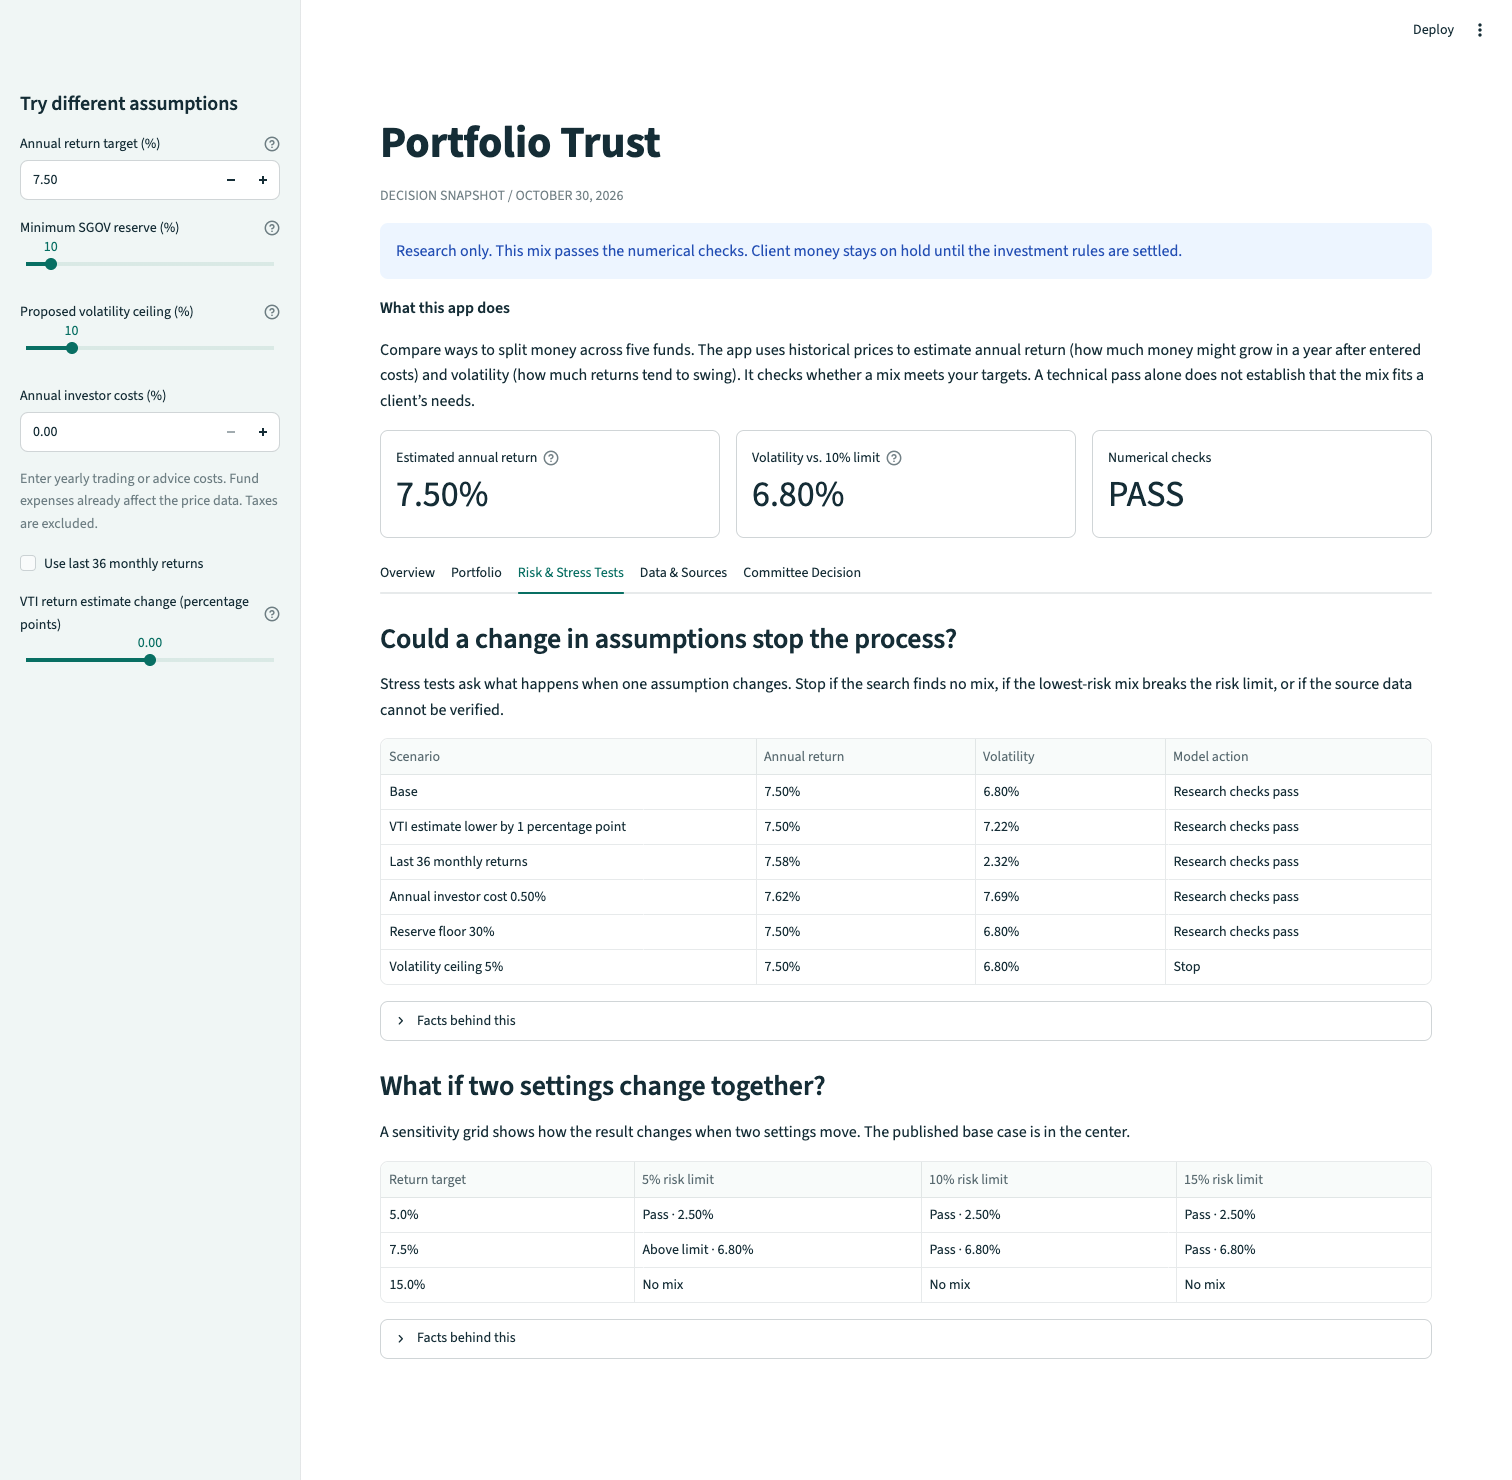 Deploy
Try different assumptions
Annual return target (%)
7.50
Minimum SGOV reserve (%)
10
Proposed volatility ceiling (%)
10
Annual investor costs (%)
0.00
Enter yearly trading or advice costs. Fund
expenses already affect the price data. Taxes
are excluded.
Use last 36 monthly returns
VTI return estimate change (percentage
points)
0.00
Portfolio Trust
DECISION SNAPSHOT / OCTOBER 30, 2026
Research only. This mix passes the numerical checks. Client money stays on hold until the investment rules are settled.
What this app does
Compare ways to split money across five funds. The app uses historical prices to estimate annual return (how much money might grow in a year after entered
costs) and volatility (how much returns tend to swing). It checks whether a mix meets your targets. A technical pass alone does not establish that the mix fits a
client’s needs.
Estimated annual return
7.50%
Volatility vs. 10% limit
6.80%
Numerical checks
PASS
Overview Portfolio Risk & Stress Tests Data & Sources Committee Decision
Could a change in assumptions stop the process?
Stress tests ask what happens when one assumption changes. Stop if the search finds no mix, if the lowest-risk mix breaks the risk limit, or if the source data
cannot be verified.
Scenario Annual return Volatility Model action
Base 7.50% 6.80% Research checks pass
VTI estimate lower by 1 percentage point 7.50% 7.22% Research checks pass
Last 36 monthly returns 7.58% 2.32% Research checks pass
Annual investor cost 0.50% 7.62% 7.69% Research checks pass
Reserve floor 30% 7.50% 6.80% Research checks pass
Volatility ceiling 5% 7.50% 6.80% Stop
Facts behind this
What if two settings change together?
A sensitivity grid shows how the result changes when two settings move. The published base case is in the center.
Return target 5% risk limit 10% risk limit 15% risk limit
5.0% Pass · 2.50% Pass · 2.50% Pass · 2.50%
7.5% Above limit · 6.80% Pass · 6.80% Pass · 6.80%
15.0% No mix No mix No mix
Facts behind this